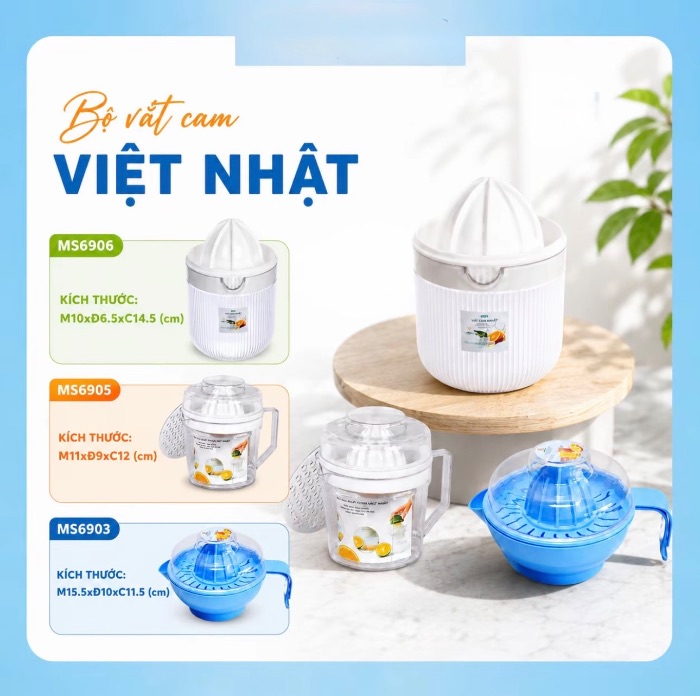 Bộ vắt cam
VIỆT NHẬT
MS6906
KÍCH THƯỚC:
M10xĐ6.5xC14.5 (cm)
MS6905
KÍCH THƯỚC:
M11xĐ9xC12 (cm)
MS6903
KÍCH THƯỚC:
M15.5xĐ10xC11.5 (cm)